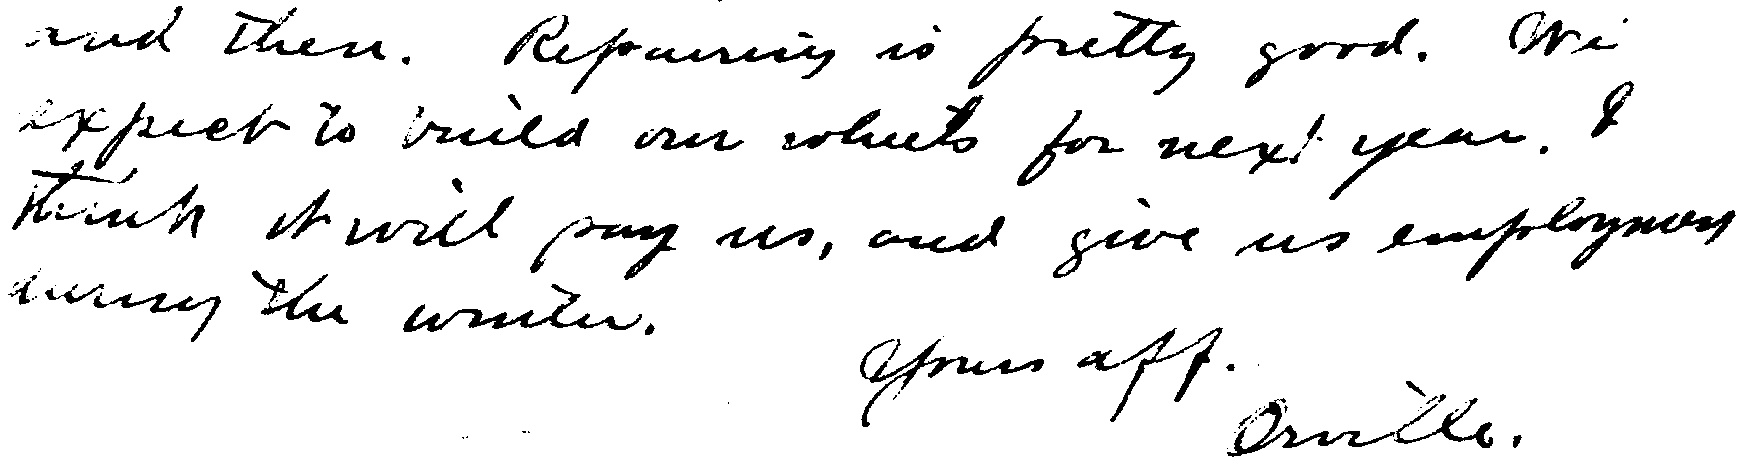 and then. Repairing is pretty good. We
expect to build our wheels for next year. I
think it will pay us, and give us employment
during the winter.
Yours aff.
Orville.